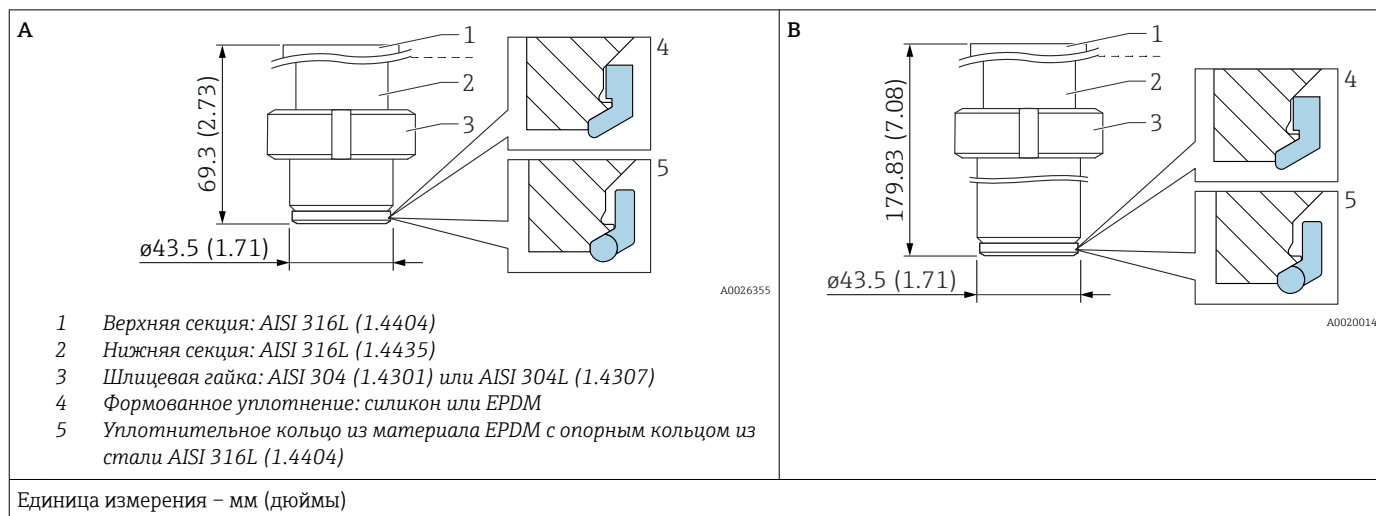 A
1
4
2
3
69.3 (2.73)
5
ø43.5 (1.71)
A0026355
1 Верхняя секция: AISI 316L (1.4404)
2 Нижняя секция: AISI 316L (1.4435)
3 Шлицевая гайка: AISI 304 (1.4301) или AISI 304L (1.4307)
4 Формованное уплотнение: силикон или EPDM
5 Уплотнительное кольцо из материала EPDM с опорным кольцом из
стали AISI 316L (1.4404)
B
1
2
4
3
179.83 (7.08)
5
ø43.5 (1.71)
A0020014
Единица измерения – мм (дюймы)